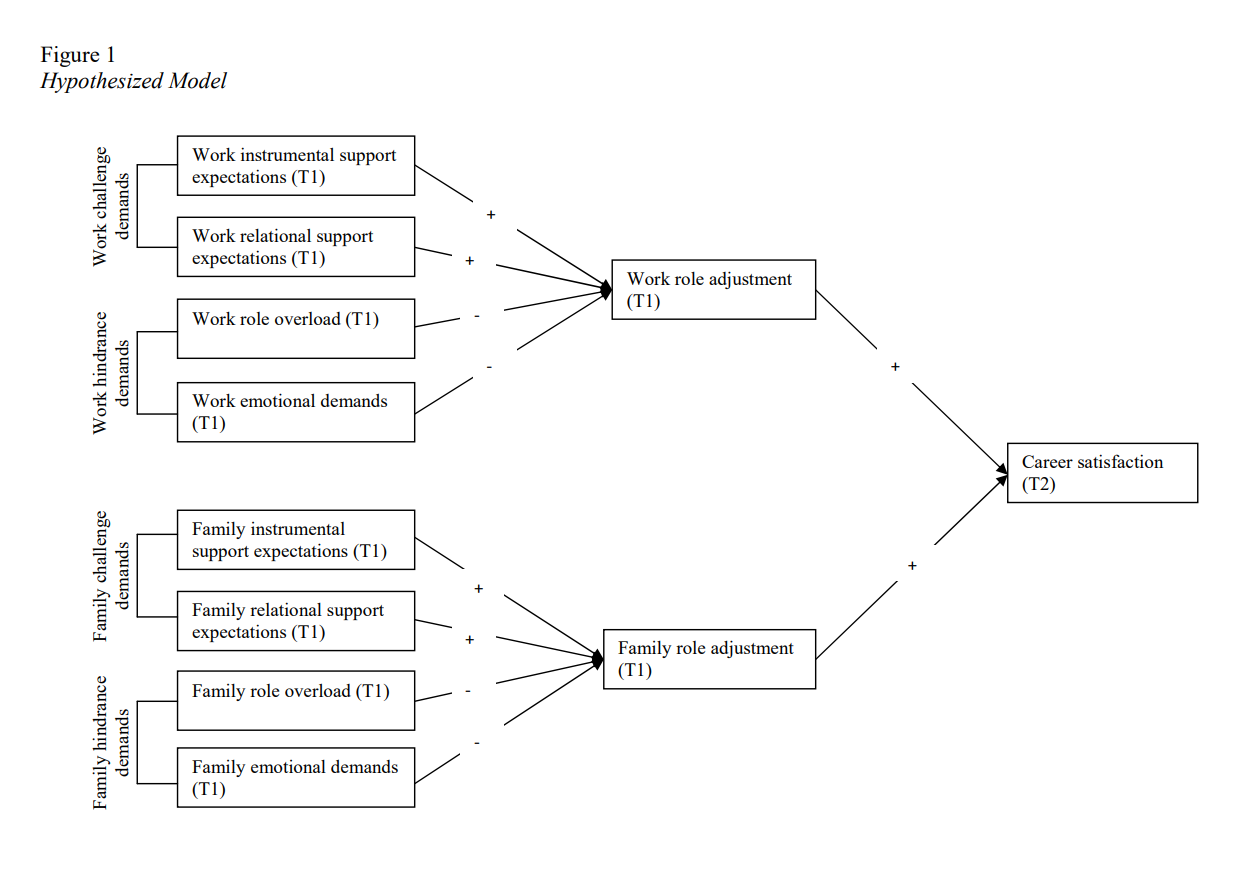 Figure 1
Hypothesized Model
Work challenge
demands
Work instrumental support
expectations (T1)
+
Work relational support
expectations (T1)
+
Work hindrance
demands
Work role overload (T1)
-
Work emotional demands
(T1)
-
Work role adjustment
(T1)
+
Career satisfaction
(T2)
Family challenge
demands
Family instrumental
support expectations (T1)
+
Family relational support
expectations (T1)
+
Family hindrance
demands
Family role overload (T1)
-
Family emotional demands
(T1)
-
Family role adjustment
(T1)
+